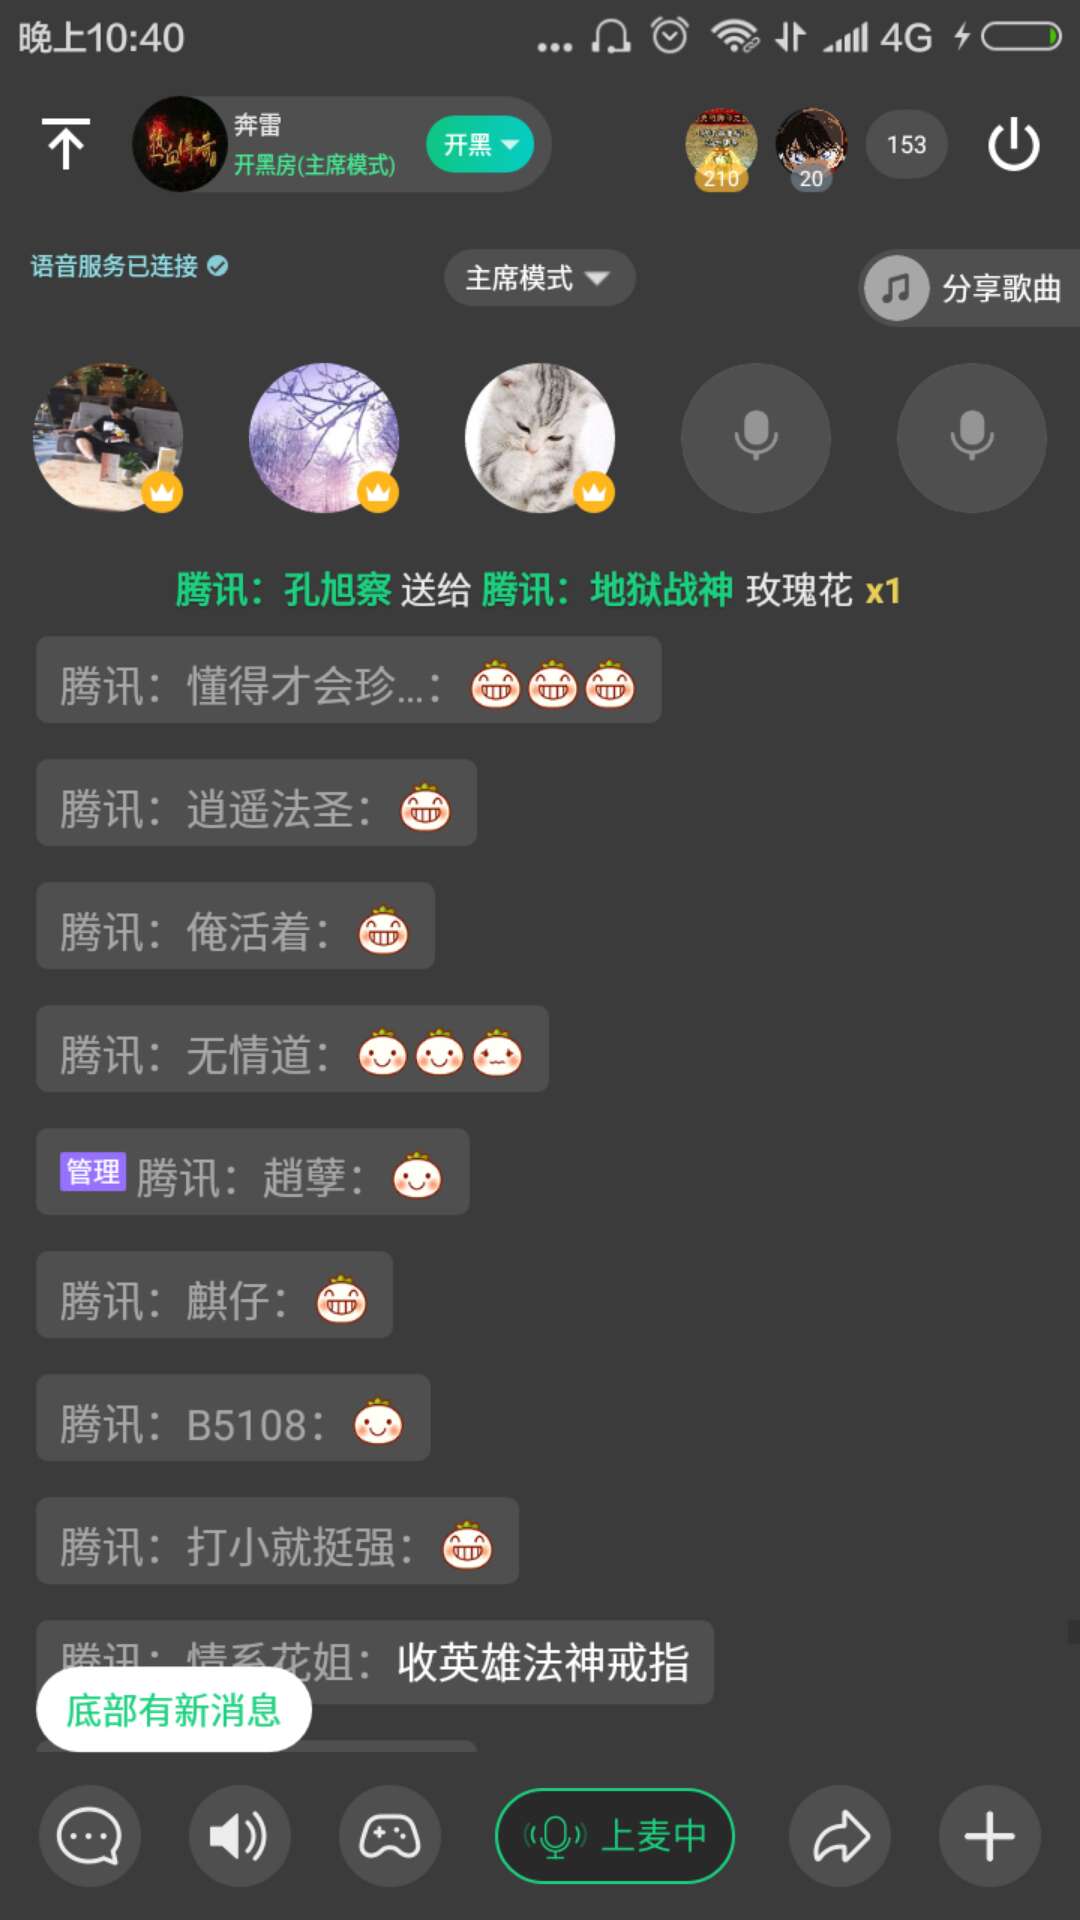 晚上10:40
4G
奔雷
开黑房(主席模式)
开黑
210
20
153
语音服务已连接
主席模式
分享歌曲
腾讯：孔旭察 送给 腾讯：地狱战神 玫瑰花 x1
腾讯：懂得才会珍...：
腾讯：逍遥法圣：
腾讯：俺活着：
腾讯：无情道：
管理 腾讯：趙孽：
腾讯：麒仔：
腾讯：B5108：
腾讯：打小就挺强：
腾讯：情系花姐：收英雄法神戒指
底部有新消息
上麦中